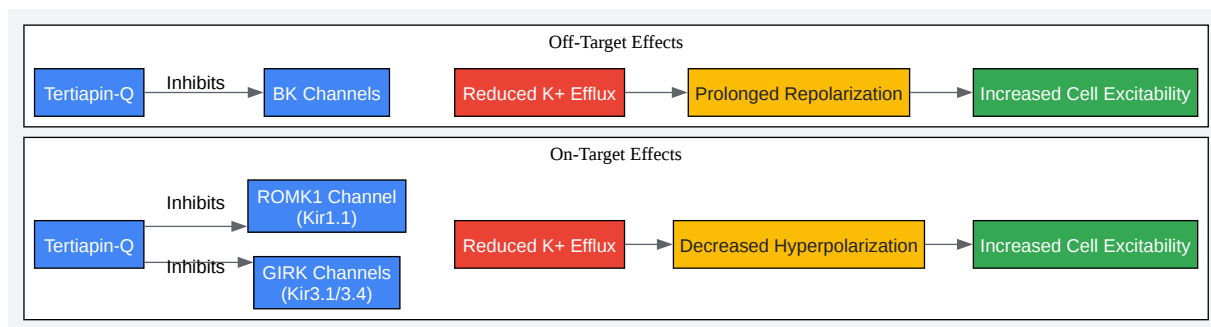 Off-Target Effects
Tertiapin-Q
Inhibits
BK Channels
Reduced K+ Efflux
Prolonged Repolarization
Increased Cell Excitability
On-Target Effects
Tertiapin-Q
Inhibits
ROMK1 Channel
(Kir1.1)
Inhibits
GIRK Channels
(Kir3.1/3.4)
Reduced K+ Efflux
Decreased Hyperpolarization
Increased Cell Excitability